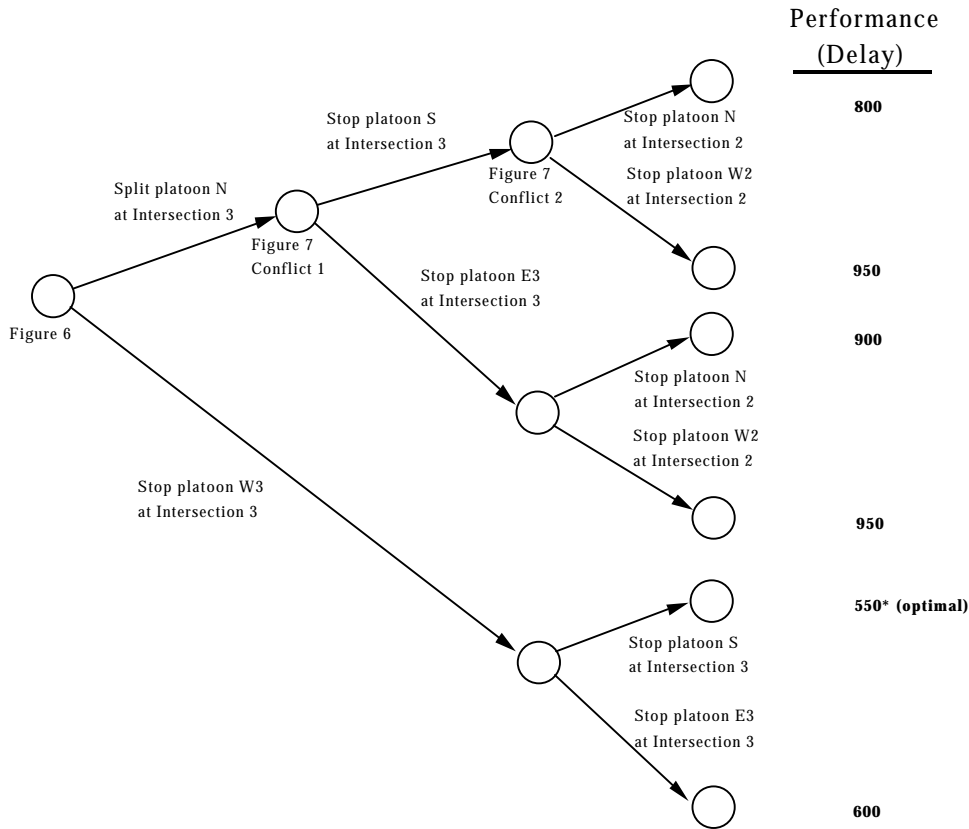 Performance
(Delay)
800
Stop platoon N
at Intersection 2
Stop platoon S
at Intersection 3
Figure 7
Conflict 2
Stop platoon W2
at Intersection 2
Split platoon N
at Intersection 3
Figure 7
Conflict 1
950
Stop platoon E3
at Intersection 3
Figure 6
900
Stop platoon N
at Intersection 2
Stop platoon W2
at Intersection 2
Stop platoon W3
at Intersection 3
950
550* (optimal)
Stop platoon S
at Intersection 3
Stop platoon E3
at Intersection 3
600